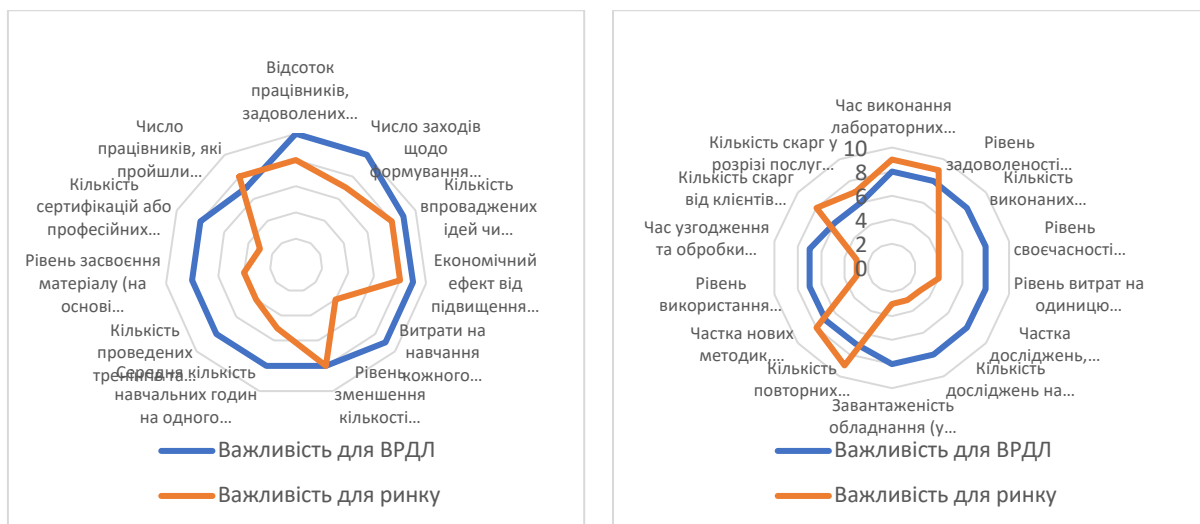 Відсоток
працівників,
задоволених…
Число заходів
щодо
формування…
Кількість
впроваджених
ідей чи…
Економічний
ефект від
підвищення…
Витрати на
навчання
кожного…
Рівень
зменшення
кількості…
Середня кількість
навчальних годин
на одного…
Кількість
проведених
тренінгів та…
Рівень засвоєння
матеріалу (на
основі…
Кількість
сертифікацій або
професійних…
Число
працівників, які
пройшли…
Важливість для ВРДЛ
Важливість для ринку
10
8
6
4
2
0
Час виконання
лабораторних…
Рівень
задоволеності…
Кількість
виконаних…
Рівень
своєчасності…
Рівень витрат на
одиницю…
Частка
досліджень,…
Кількість
досліджень на…
Завантаженість
обладнання (у…
Кількість
повторних…
Частка нових
методик,…
Рівень
використання…
Час узгодження
та обробки…
Кількість скарг
від клієнтів…
Кількість скарг у
розрізі послуг…
Важливість для ВРДЛ
Важливість для ринку